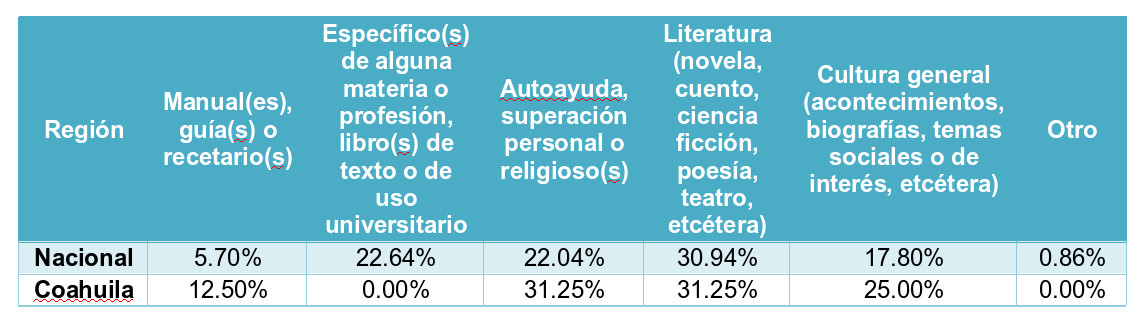 Región
Manual(es),
guía(s) o
recetario(s)
Específico(s)
de alguna
materia o
profesión,
libro(s) de
texto o de
uso
universitario
Autoayuda,
superación
personal o
religioso(s)
Literatura
(novela,
cuento,
ciencia
ficción,
poesía,
teatro,
etcétera)
Cultura general
(acontecimientos,
biografías, temas
sociales o de
interés, etcétera)
Otro
Nacional 5.70% 22.64% 22.04% 30.94% 17.80% 0.86%
Coahuila 12.50% 0.00% 31.25% 31.25% 25.00% 0.00%